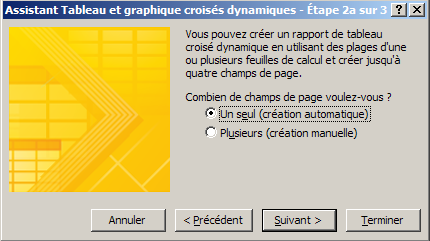 Assistant Tableau et graphique croisés dynamiques - Étape 2a sur 3
Vous pouvez créer un rapport de tableau
croisé dynamique en utilisant des plages d'une
ou plusieurs feuilles de calcul et créer jusqu'à
quatre champs de page.
Combien de champs de page voulez-vous ?
Un seul (création automatique)
Plusieurs (création manuelle)
Annuler < Précédent Suivant > Terminer